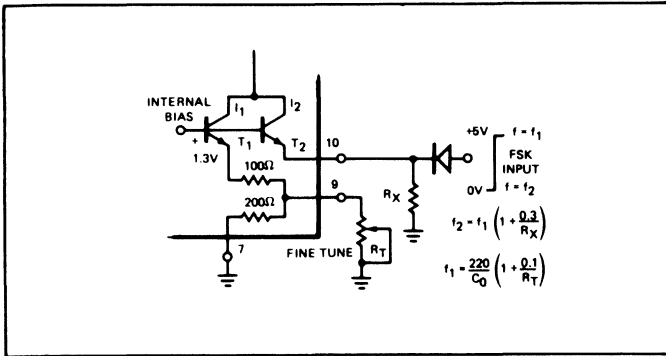 INTERNAL
BIAS
+
1.3V
I1
I2
T1
T2
100Ω
200Ω
10
9
7
FINE TUNE
RT
RX
+5V
f = f1
FSK
INPUT
0V
f = f2
f2 = f1 (1 + 0.3/RX)
f1 = 220/C0 (1 + 0.1/RT)